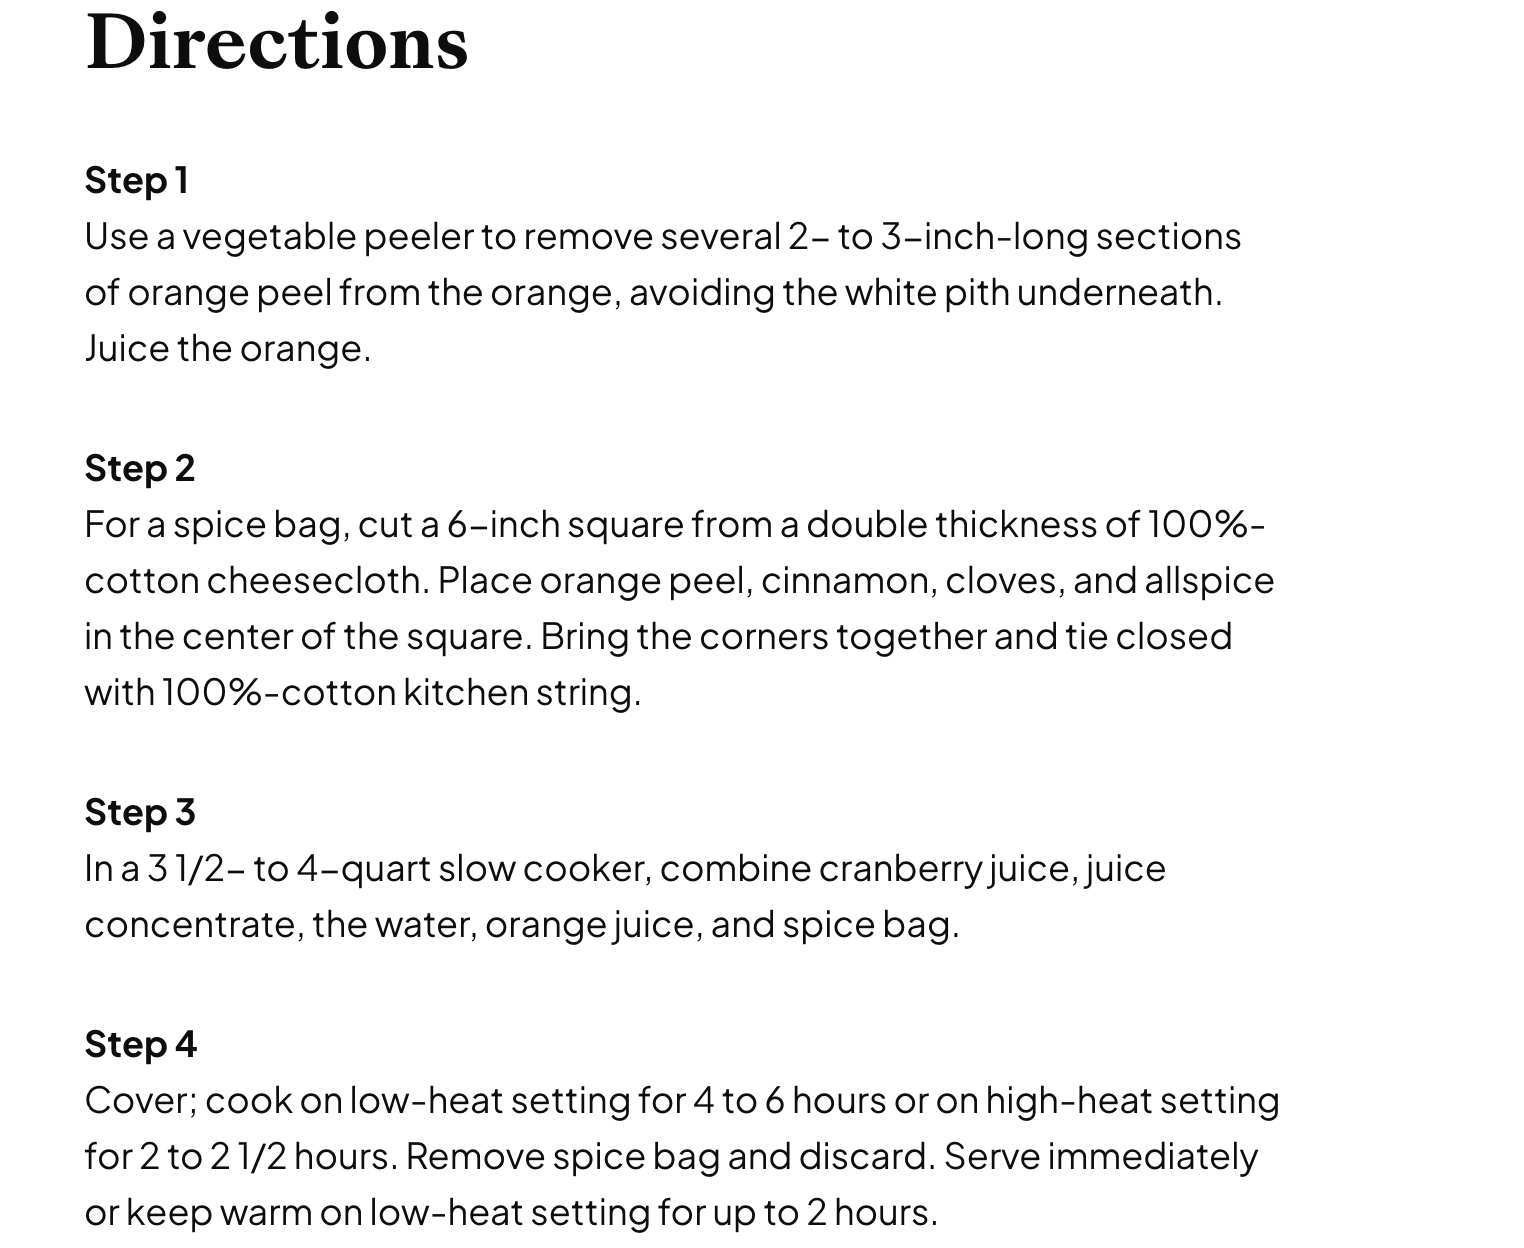 Directions
Step 1
Use a vegetable peeler to remove several 2– to 3–inch-long sections
of orange peel from the orange, avoiding the white pith underneath.
Juice the orange.
Step 2
For a spice bag, cut a 6–inch square from a double thickness of 100%-
cotton cheesecloth. Place orange peel, cinnamon, cloves, and allspice
in the center of the square. Bring the corners together and tie closed
with 100%-cotton kitchen string.
Step 3
In a 3 1/2– to 4–quart slow cooker, combine cranberry juice, juice
concentrate, the water, orange juice, and spice bag.
Step 4
Cover; cook on low-heat setting for 4 to 6 hours or on high-heat setting
for 2 to 2 1/2 hours. Remove spice bag and discard. Serve immediately
or keep warm on low-heat setting for up to 2 hours.